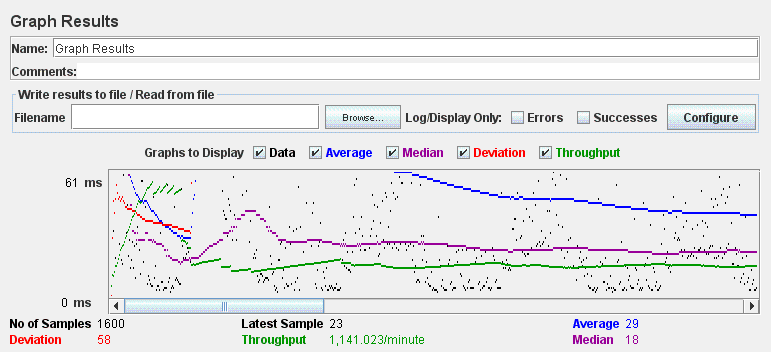 Graph Results
Name: Graph Results
Comments:
Write results to file / Read from file
Filename Browse... Log/Display Only: Errors Successes Configure
Graphs to Display Data Average Median Deviation Throughput
61 ms
0 ms
No of Samples 1600 Latest Sample 23 Average 29
Deviation 58 Throughput 1,141.023/minute Median 18